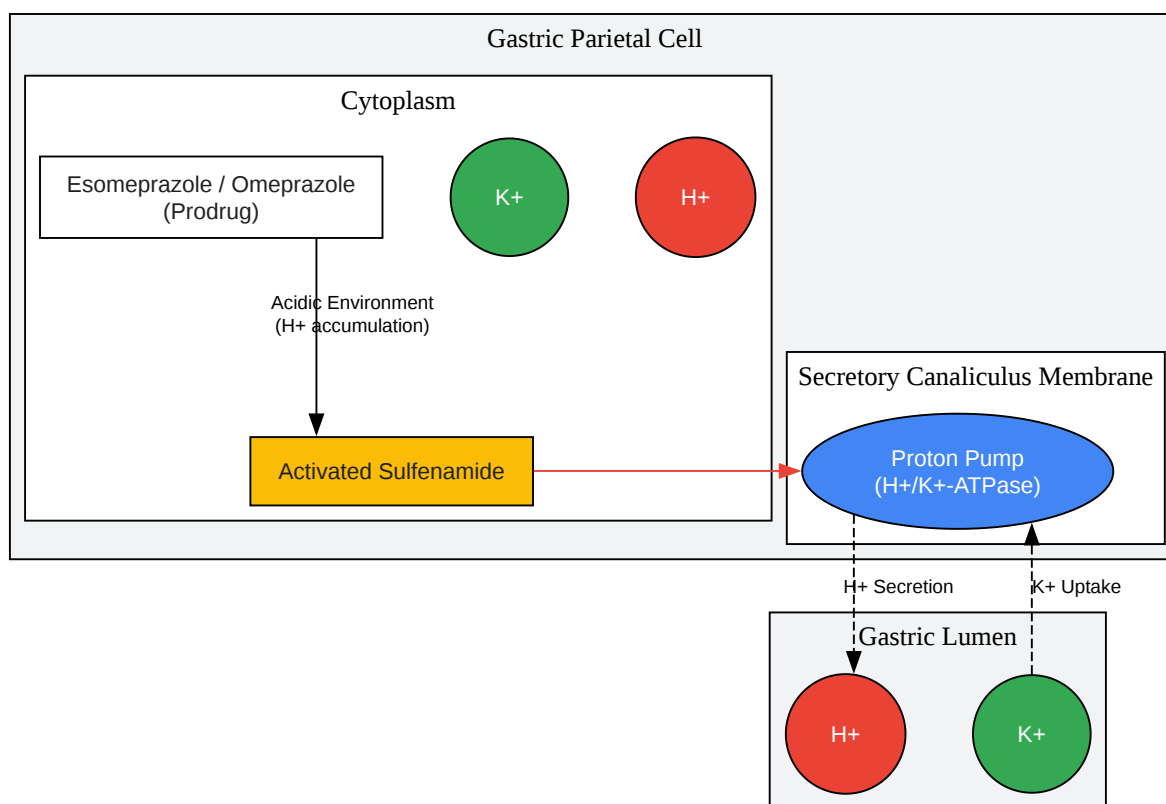 Gastric Parietal Cell
Cytoplasm
Esomeprazole / Omeprazole
(Prodrug)
K+
H+
Acidic Environment
(H+ accumulation)
Activated Sulfenamide
Secretory Canaliculus Membrane
Proton Pump
(H+/K+-ATPase)
H+ Secretion
K+ Uptake
Gastric Lumen
H+
K+